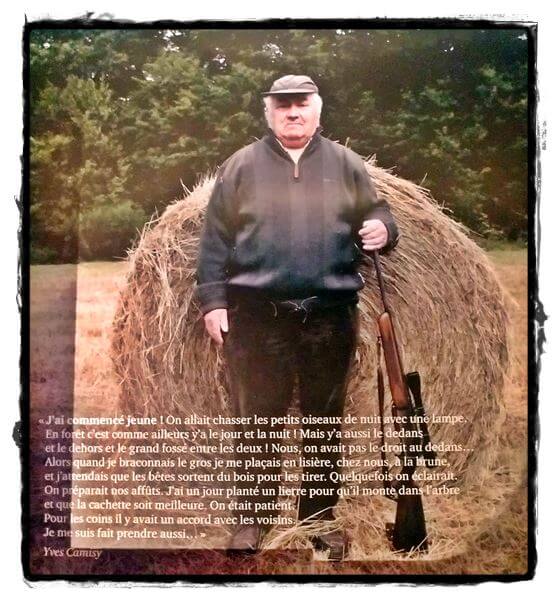 « J'ai commencé jeune ! On allait chasser les petits oiseaux de nuit avec une lampe.
En forêt c'est comme ailleurs y'a le jour et la nuit ! Mais y'a aussi le dedans
et le dehors et le grand fossé entre les deux ! Nous, on avait pas le droit au dedans…
Alors quand je braconnais le gros je me plaçais en lisière, chez nous, à la brune,
et j'attendais que les bêtes sortent du bois pour les tirer. Quelquefois on éclairait.
On préparait nos affûts. J'ai un jour planté un lierre pour qu'il monte dans l'arbre
et que la cachette soit meilleure. On était patient.
Pour les coins il y avait un accord avec les voisins.
Je me suis fait prendre aussi… »
Yves Camisy